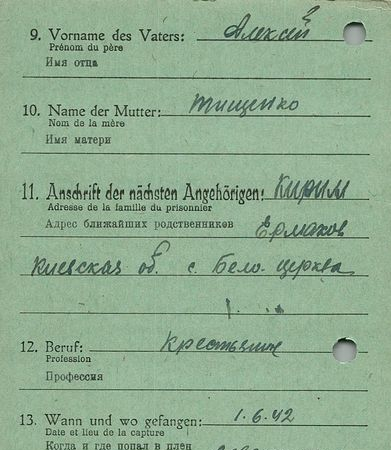 9. Vorname des Vaters: Алексей
Prénom du père
Имя отца
10. Name der Mutter: Тищенко
Nom de la mère
Имя матери
11. Anschrift der nächsten Angehörigen: Кирим
Adresse de la famille du prisonnier
Адрес ближайших родственников Ермаков
Киевская об. с. Бело. церква
12. Beruf:
Profession
Профессия
13. Wann und wo gefangen: 1.6.42
Date et lieu de la capture
Когда и где попал в плен